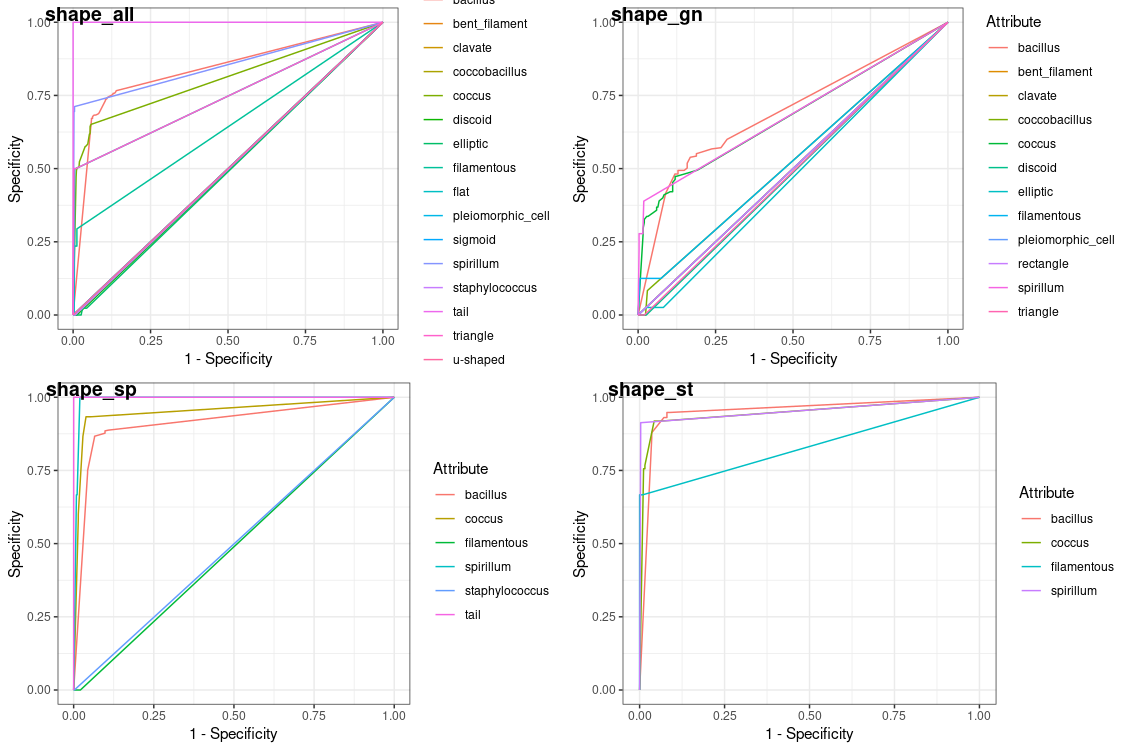 shape_all
1.00
0.75
0.50
0.25
0.00
Specificity
0.00 0.25 0.50 0.75 1.00
1 - Specificity
bacillus
bent_filament
clavate
coccobacillus
coccus
discoid
elliptic
filamentous
flat
pleiomorphic_cell
sigmoid
spirillum
staphylococcus
tail
triangle
u-shaped
shape_gn
1.00
0.75
0.50
0.25
0.00
Specificity
0.00 0.25 0.50 0.75 1.00
1 - Specificity
Attribute
bacillus
bent_filament
clavate
coccobacillus
coccus
discoid
elliptic
filamentous
pleiomorphic_cell
rectangle
spirillum
triangle
shape_sp
1.00
0.75
0.50
0.25
0.00
Specificity
0.00 0.25 0.50 0.75 1.00
1 - Specificity
Attribute
bacillus
coccus
filamentous
spirillum
staphylococcus
tail
shape_st
1.00
0.75
0.50
0.25
0.00
Specificity
0.00 0.25 0.50 0.75 1.00
1 - Specificity
Attribute
bacillus
coccus
filamentous
spirillum